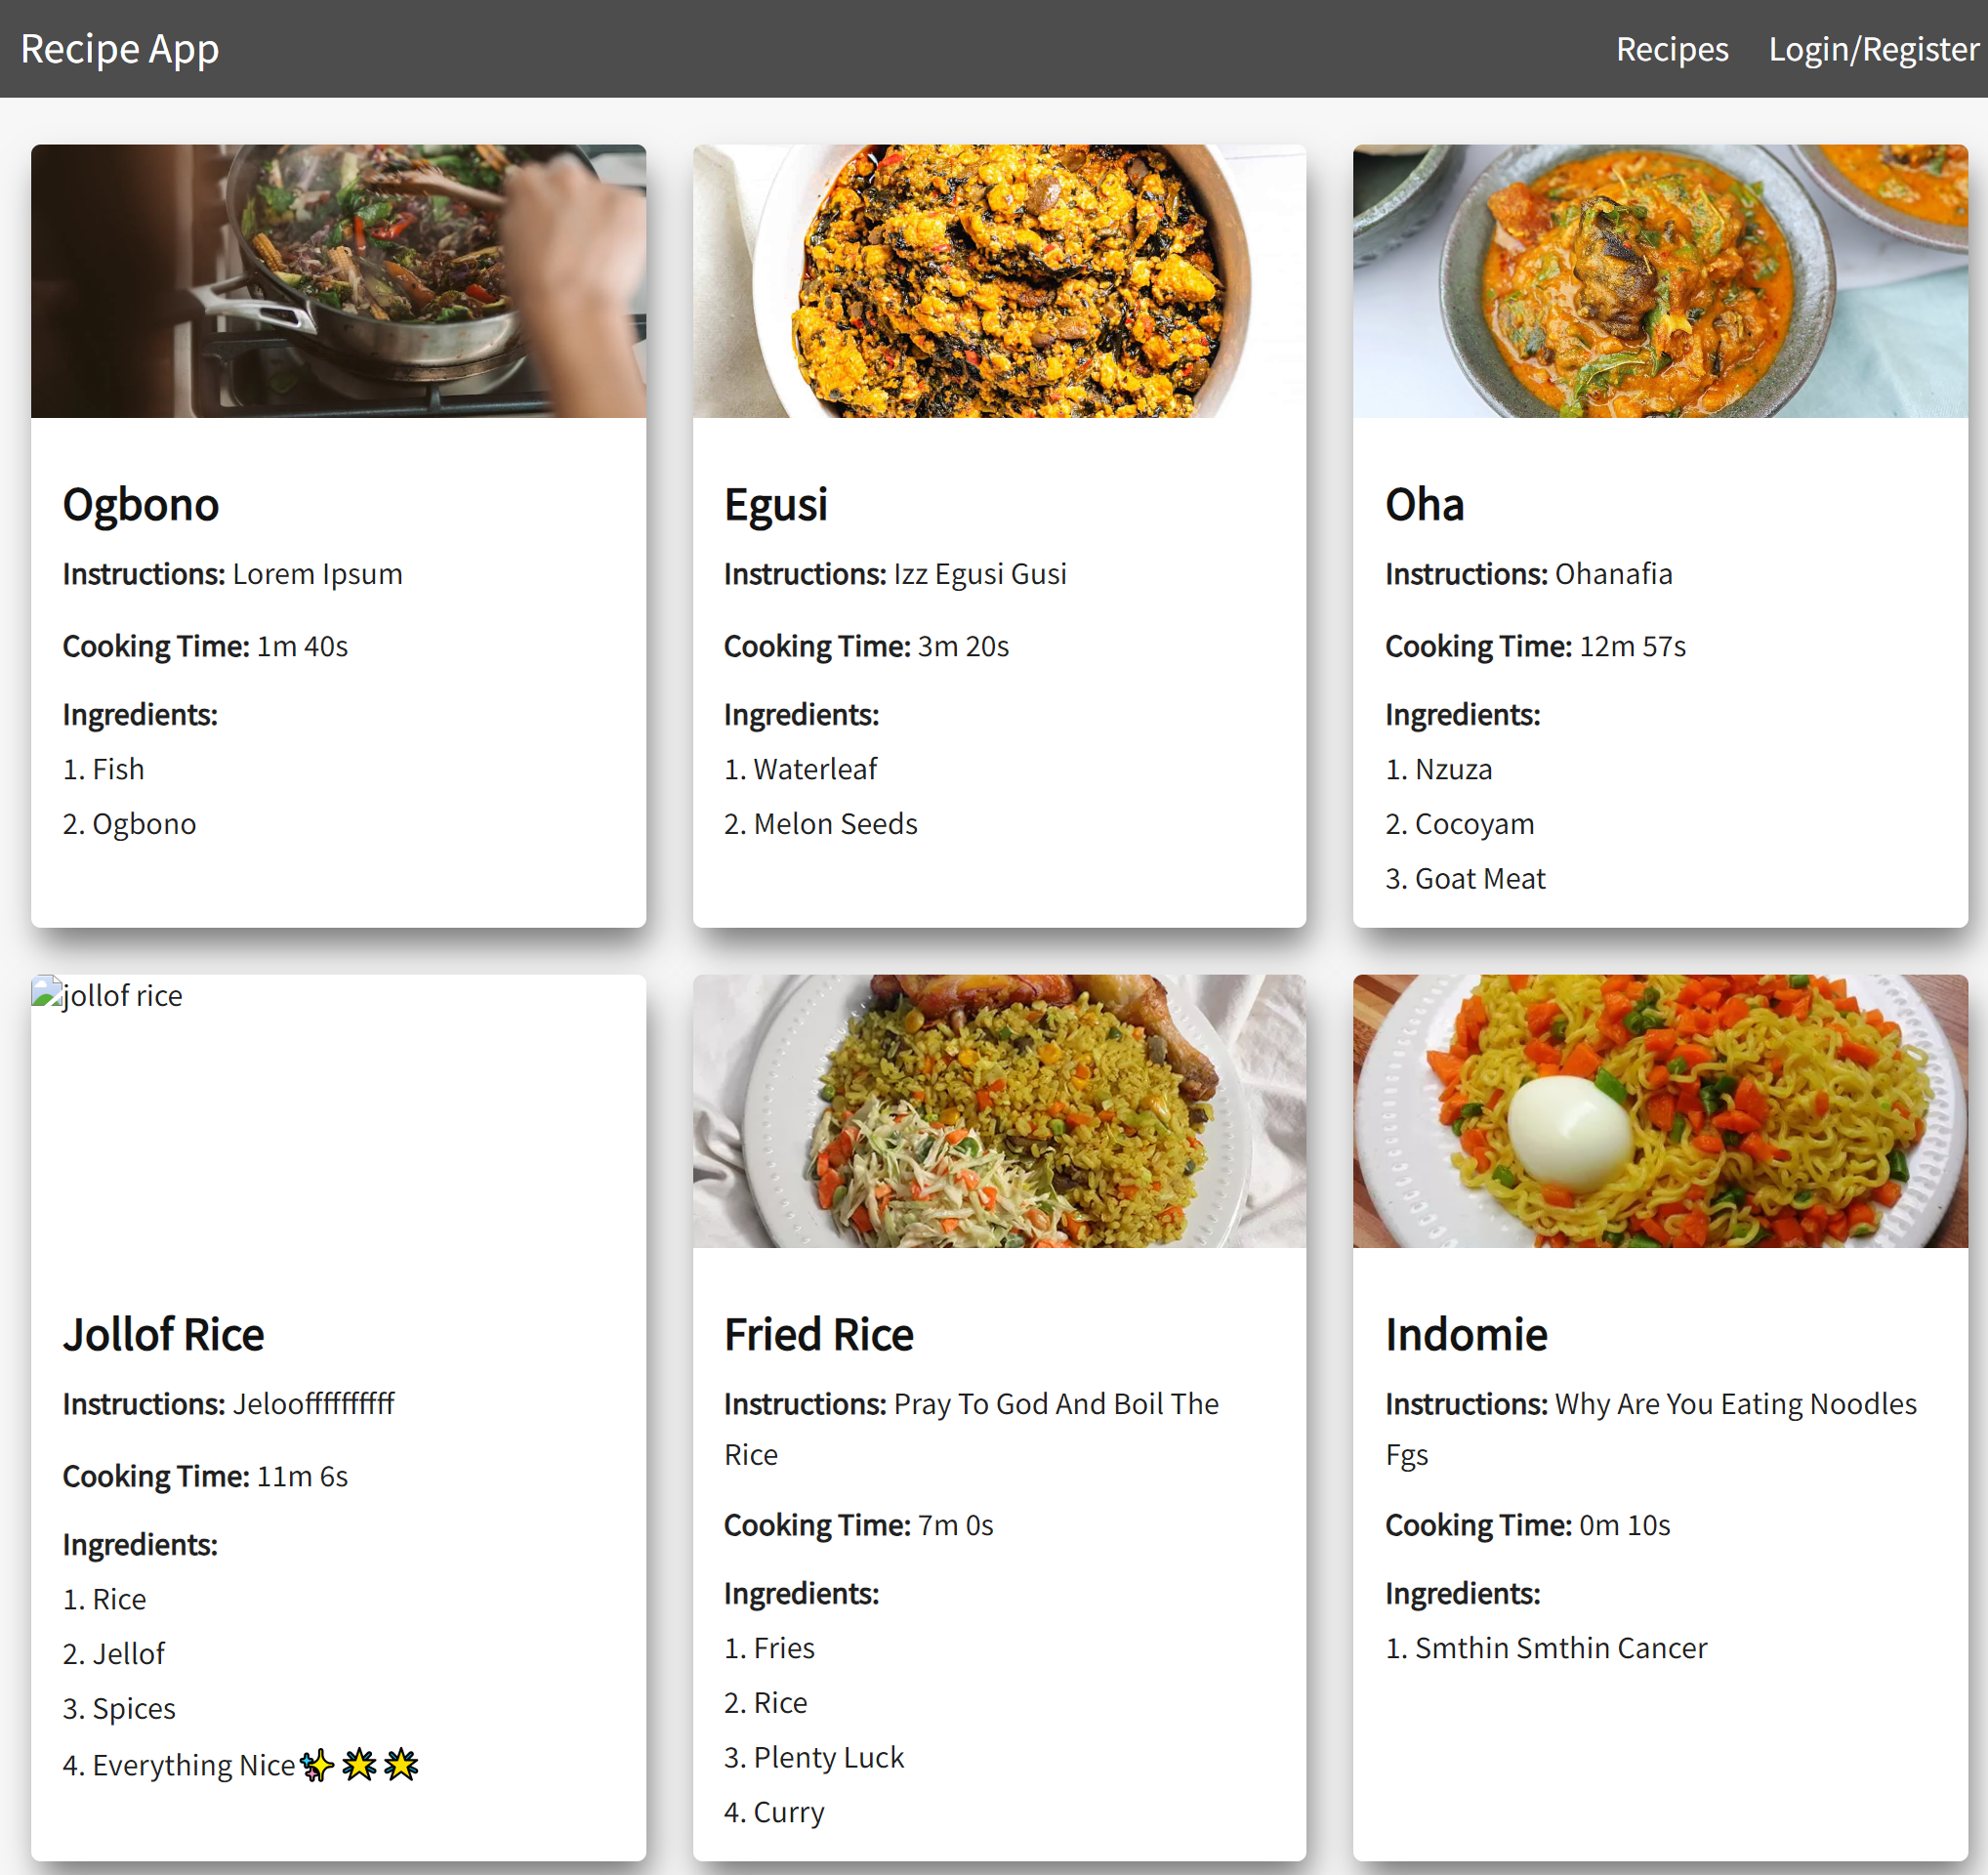 Recipe App
Recipes
Login/Register
Ogbono
Instructions: Lorem Ipsum
Cooking Time: 1m 40s
Ingredients:
1. Fish
2. Ogbono
Egusi
Instructions: Izz Egusi Gusi
Cooking Time: 3m 20s
Ingredients:
1. Waterleaf
2. Melon Seeds
Oha
Instructions: Ohanafia
Cooking Time: 12m 57s
Ingredients:
1. Nzuza
2. Cocoyam
3. Goat Meat
jollof rice
Jollof Rice
Instructions: Jelooffffffffff
Cooking Time: 11m 6s
Ingredients:
1. Rice
2. Jellof
3. Spices
4. Everything Nice✨🌟🌟
Fried Rice
Instructions: Pray To God And Boil The
Rice
Cooking Time: 7m 0s
Ingredients:
1. Fries
2. Rice
3. Plenty Luck
4. Curry
Indomie
Instructions: Why Are You Eating Noodles
Fgs
Cooking Time: 0m 10s
Ingredients:
1. Smthin Smthin Cancer